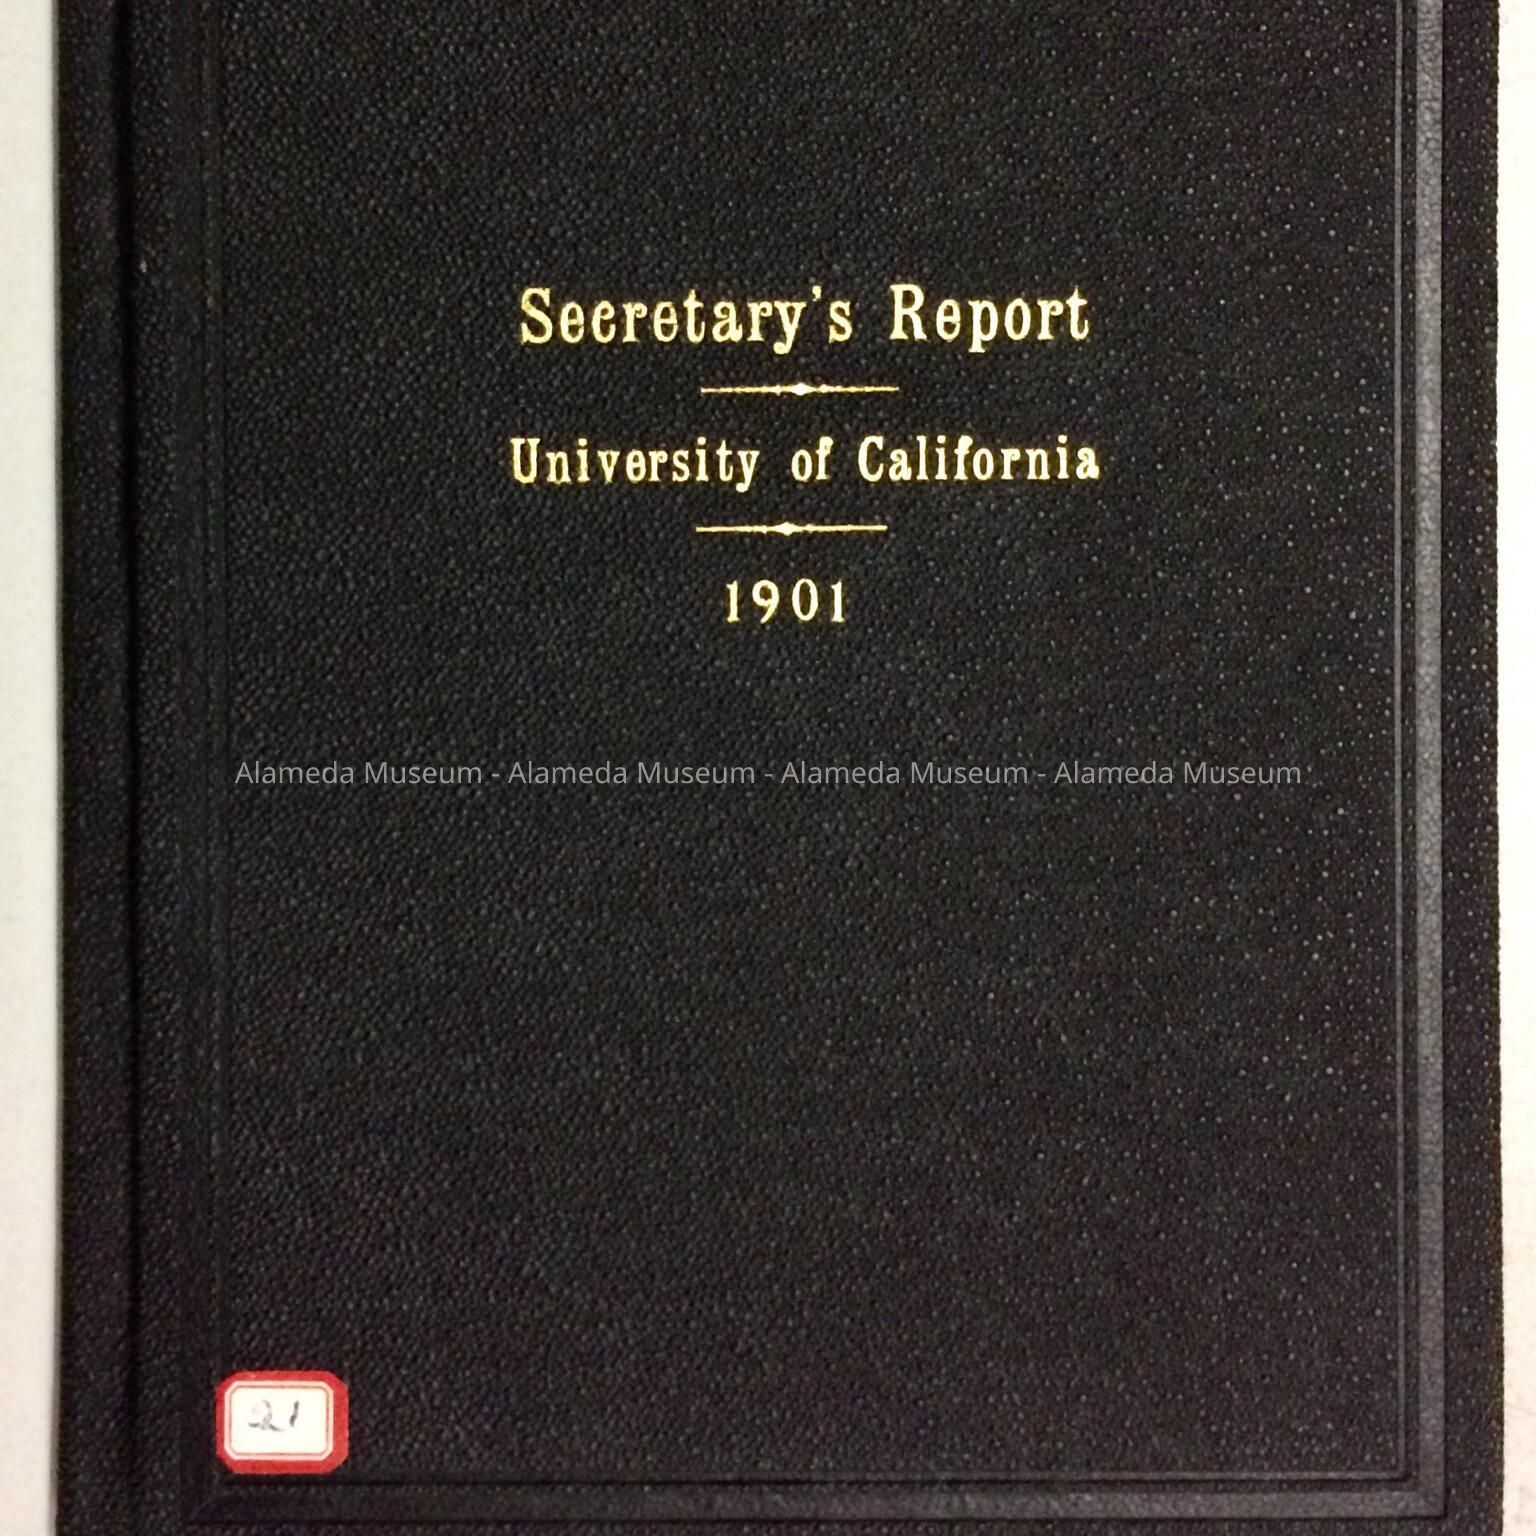 Secretary's Report
University of California
1901
Alameda Museum - Alameda Museum - Alameda Museum - Alameda Museum
21